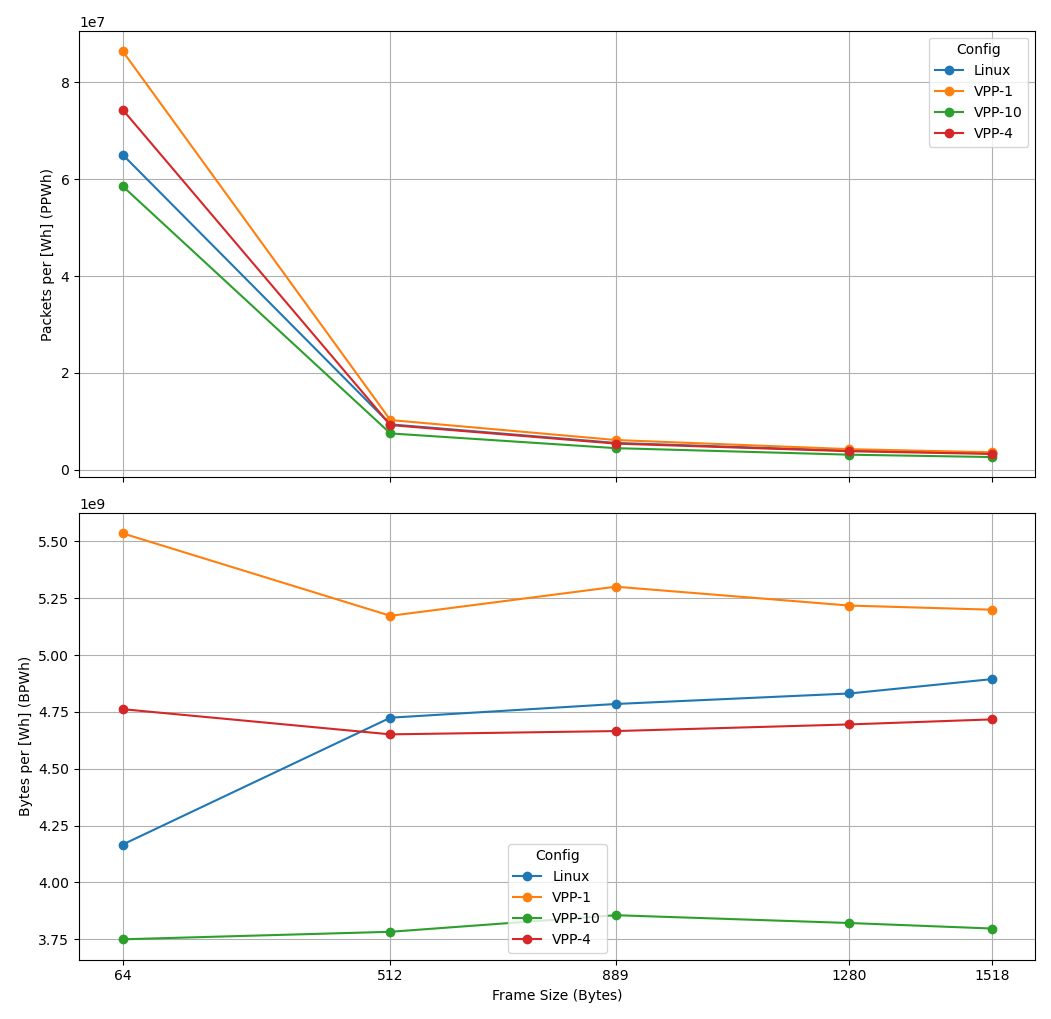 1e7
Packets per [Wh] (PPWh)
8
6
4
2
0
Config
Linux
VPP-1
VPP-10
VPP-4
1e9
Bytes per [Wh] (BPWh)
5.50
5.25
5.00
4.75
4.50
4.25
4.00
3.75
Config
Linux
VPP-1
VPP-10
VPP-4
64 512 889 1280 1518
Frame Size (Bytes)